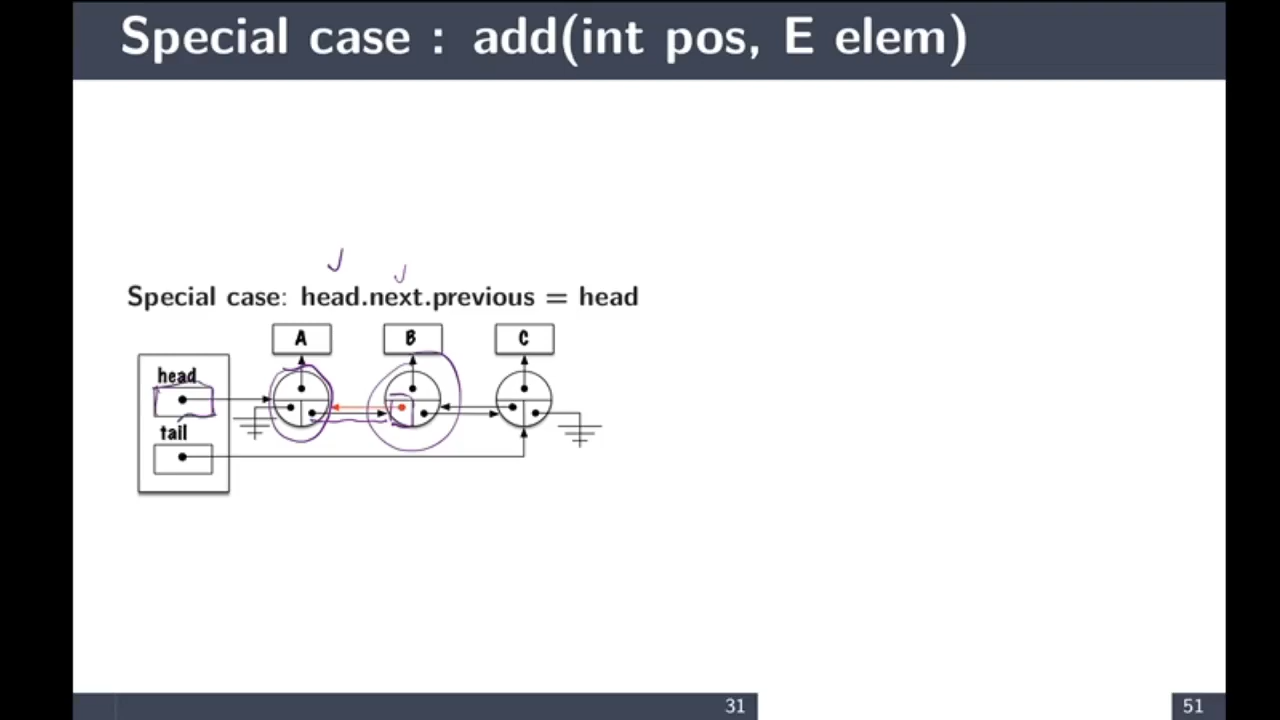 Special case : add(int pos, E elem)
Special case: head.next.previous = head
A B C
head
tail
31 51